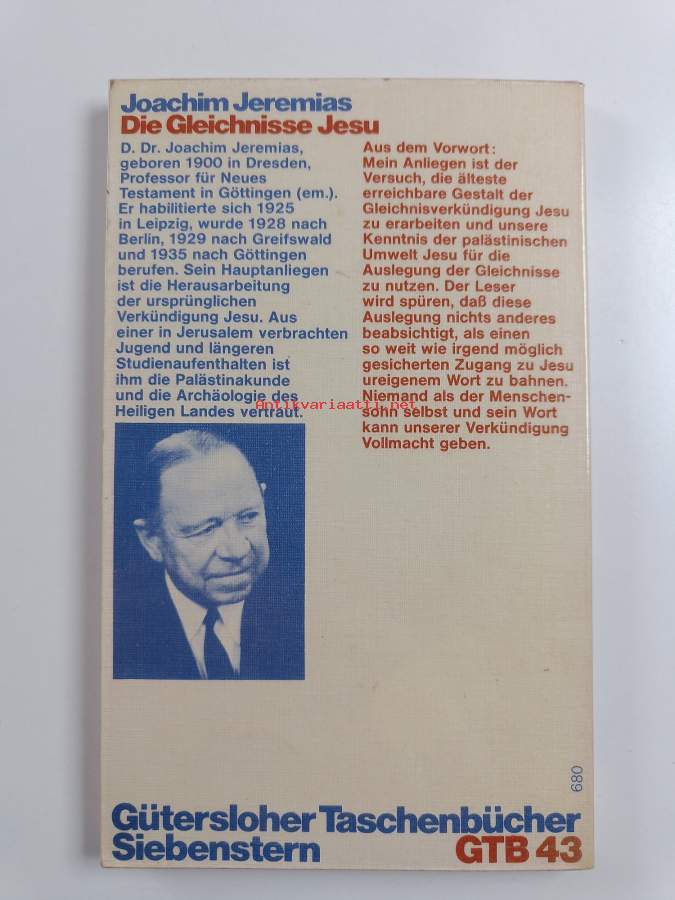 Joachim Jeremias
Die Gleichnisse Jesu
D. Dr. Joachim Jeremias,
geboren 1900 in Dresden,
Professor für Neues
Testament in Göttingen (em.).
Er habilitierte sich 1925
in Leipzig, wurde 1928 nach
Berlin, 1929 nach Greifswald
und 1935 nach Göttingen
berufen. Sein Hauptanliegen
ist die Herausarbeitung
der ursprünglichen
Verkündigung Jesu. Aus
einer in Jerusalem verbrachten
Jugend und längeren
Studienaufenthalten ist
ihm die Palästinakunde
und die Archäologie des
Heiligen Landes vertraut.
Aus dem Vorwort:
Mein Anliegen ist der
Versuch, die älteste
erreichbare Gestalt der
Gleichnisverkündigung Jesu
zu erarbeiten und unsere
Kenntnis der palästinischen
Umwelt Jesu für die
Auslegung der Gleichnisse
zu nutzen. Der Leser
wird spüren, daß diese
Auslegung nichts anderes
beabsichtigt, als einen
so weit wie irgend möglich
gesicherten Zugang zu Jesu
ureigenem Wort zu bahnen.
Niemand als der Menschen-
sohn selbst und sein Wort
kann unserer Verkündigung
Vollmacht geben.
Antikvariaatti.net
680
Gütersloher Taschenbücher
Siebenstern
GTB 43